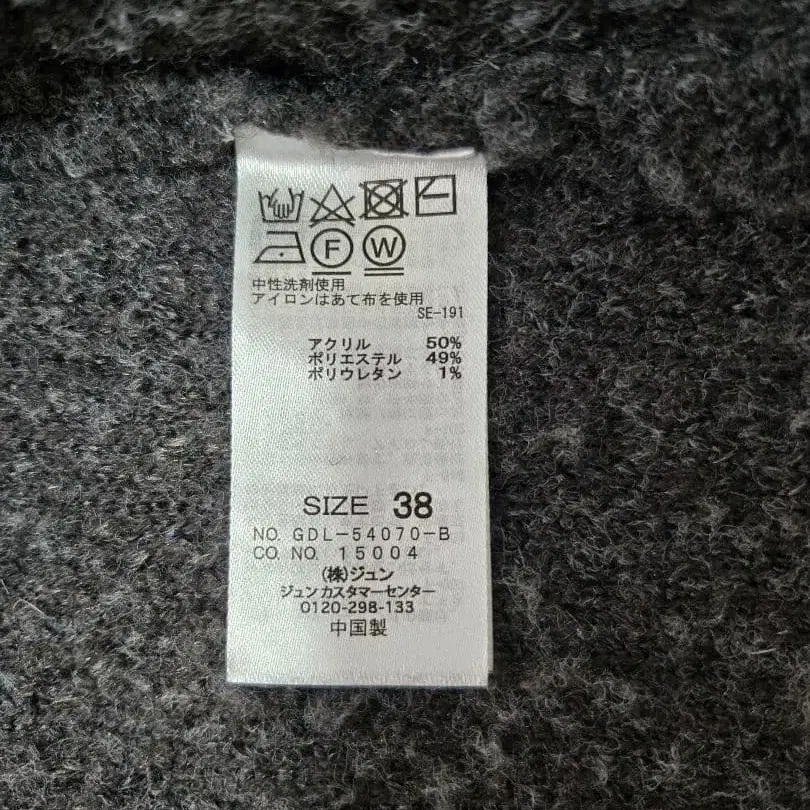 F W
中性洗剤使用
アイロンはあて布を使用
SE-191
アクリル 50%
ポリエステル 49%
ポリウレタン 1%
SIZE 38
NO. GDL-54070-B
CO. NO. 15004
(株)ジュン
ジュンカスタマーセンター
0120-298-133
中国製